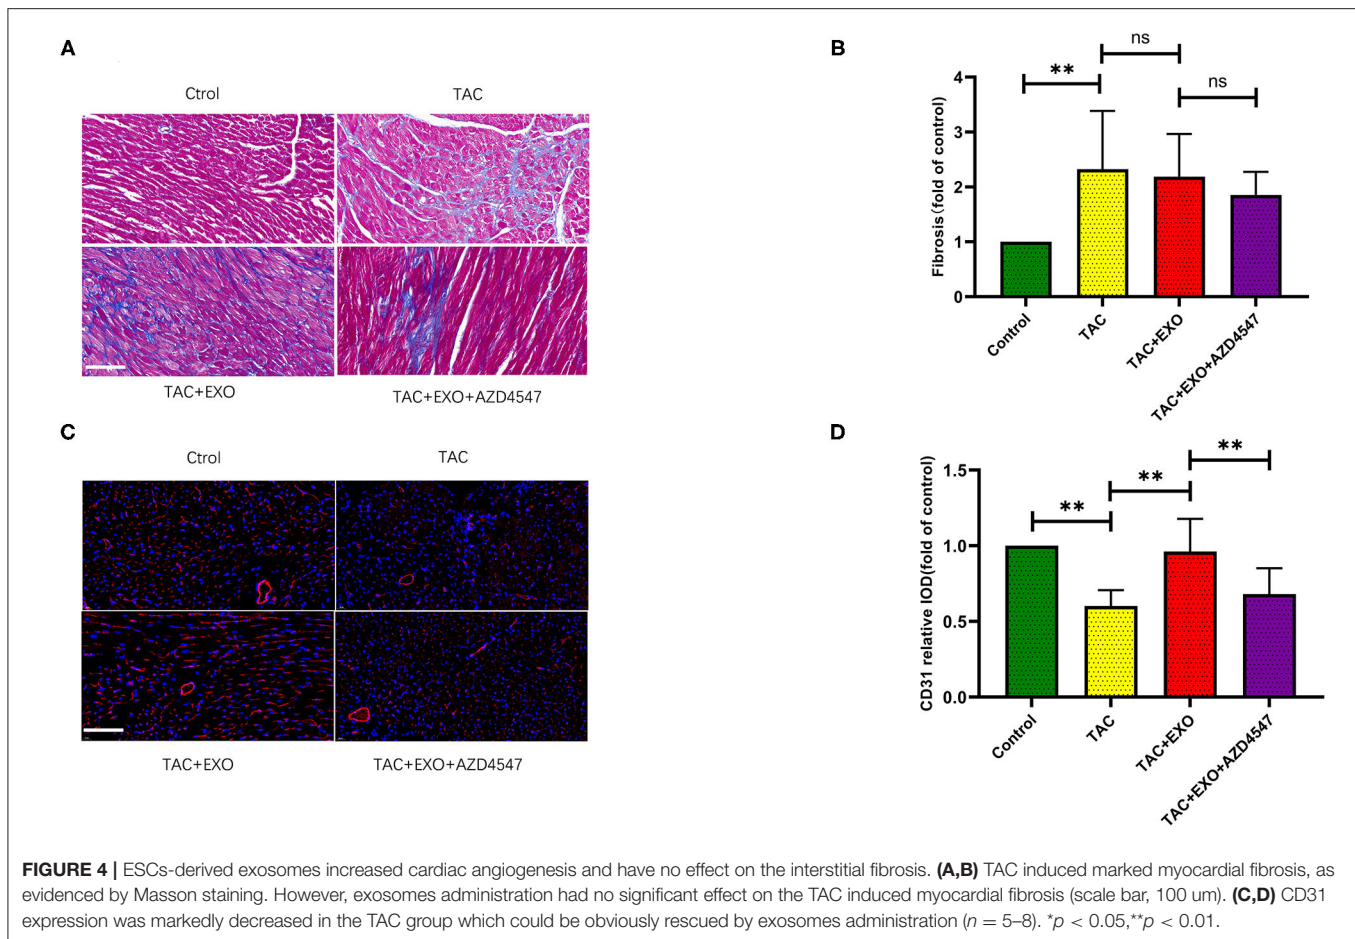 A
Ctrol
TAC
TAC+EXO
TAC+EXO+AZD4547
B
ns
**
ns
Fibrosis (fold of control)
4
3
2
1
0
Control
TAC
TAC+EXO
TAC+EXO+AZD4547
C
Ctrol
TAC
TAC+EXO
TAC+EXO+AZD4547
D
**
**
**
CD31 relative IOD(fold of control)
1.5
1.0
0.5
0.0
Control
TAC
TAC+EXO
TAC+EXO+AZD4547
FIGURE 4 | ESCs-derived exosomes increased cardiac angiogenesis and have no effect on the interstitial fibrosis. (A,B) TAC induced marked myocardial fibrosis, as
evidenced by Masson staining. However, exosomes administration had no significant effect on the TAC induced myocardial fibrosis (scale bar, 100 um). (C,D) CD31
expression was markedly decreased in the TAC group which could be obviously rescued by exosomes administration (n = 5–8). *p < 0.05,**p < 0.01.